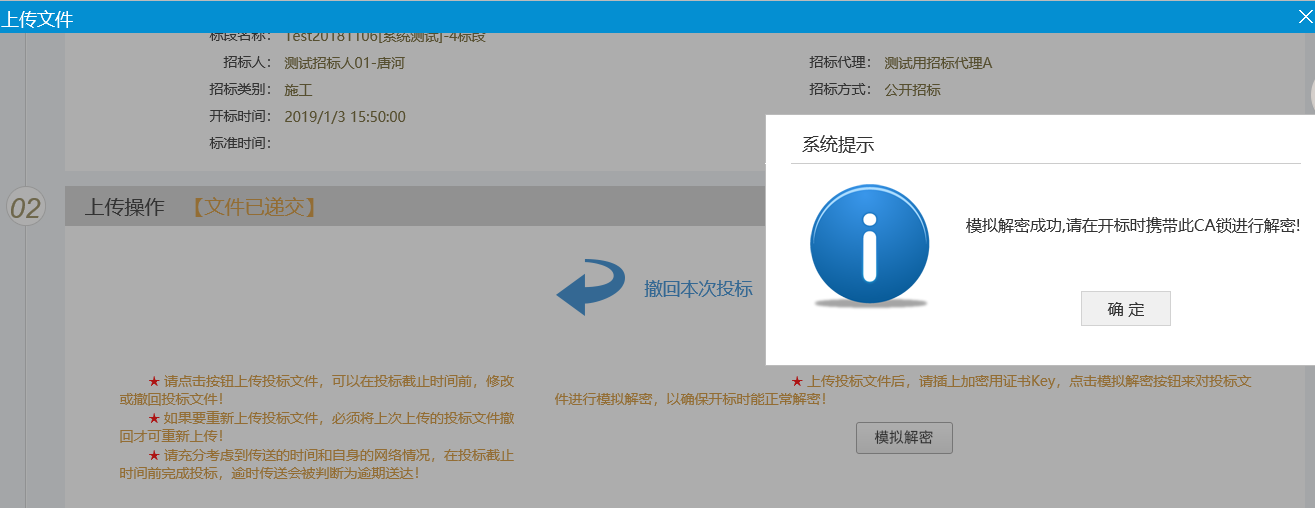 上传文件
标段名称： Test20181106[系统测试]-4标段
招标人： 测试招标人01-唐河 招标代理： 测试用招标代理A
招标类别： 施工 招标方式： 公开招标
开标时间： 2019/1/3 15:50:00
标准时间：
系统提示
模拟解密成功,请在开标时携带此CA锁进行解密!
确 定
02 上传操作 【文件已递交】
撤回本次投标
★ 请点击按钮上传投标文件，可以在投标截止时间前，修改
或撤回投标文件！
★ 如果要重新上传投标文件，必须将上次上传的投标文件撤
回才可重新上传！
★ 请充分考虑到传送的时间和自身的网络情况，在投标截止
时间前完成投标，逾时传送会被判断为逾期送达！
★ 上传投标文件后，请插上加密用证书Key，点击模拟解密按钮来对投标文
件进行模拟解密，以确保开标时能正常解密！
模拟解密